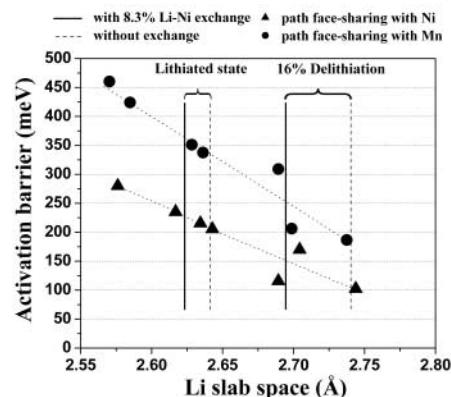 with 8.3% Li-Ni exchange ▲ path face-sharing with Ni
without exchange ● path face-sharing with Mn
Lithiated state 16% Delithiation
500
450
400
350
300
250
200
150
100
50
0
Activation barrier (meV)
2.55 2.60 2.65 2.70 2.75 2.80
Li slab space (Å)